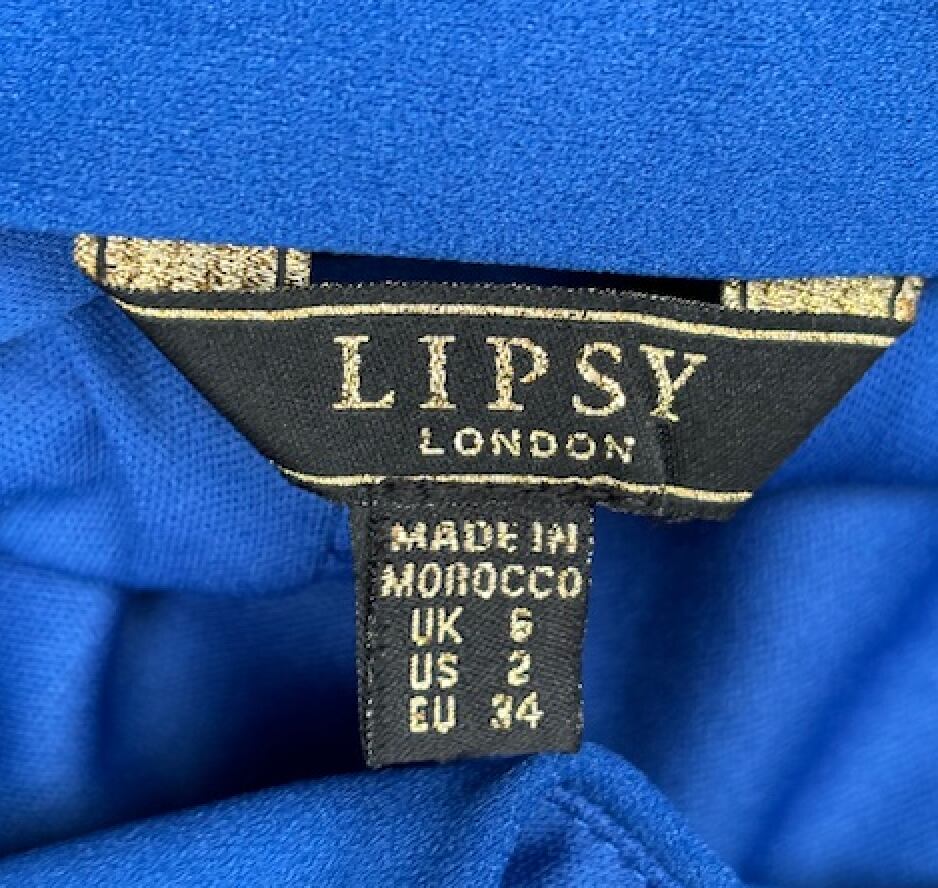 LIPSY
LONDON
MADE IN
MOROCCO
UK 6
US 2
EU 34